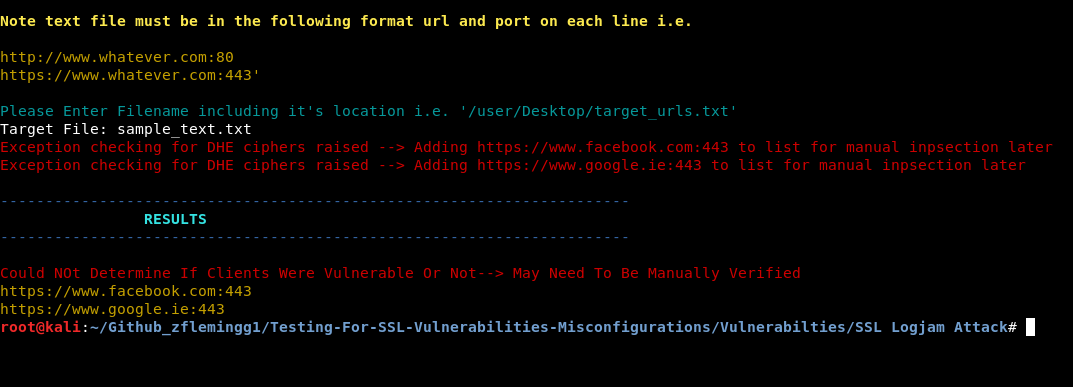 Note text file must be in the following format url and port on each line i.e.
http://www.whatever.com:80
https://www.whatever.com:443'
Please Enter Filename including it's location i.e. '/user/Desktop/target_urls.txt'
Target File: sample_text.txt
Exception checking for DHE ciphers raised --> Adding https://www.facebook.com:443 to list for manual inpsection later
Exception checking for DHE ciphers raised --> Adding https://www.google.ie:443 to list for manual inpsection later
----------------------------------------------------------------------
RESULTS
----------------------------------------------------------------------
Could NOt Determine If Clients Were Vulnerable Or Not--> May Need To Be Manually Verified
https://www.facebook.com:443
https://www.google.ie:443
root@kali:~/Github_zflemingg1/Testing-For-SSL-Vulnerabilities-Misconfigurations/Vulnerabilties/SSL Logjam Attack#